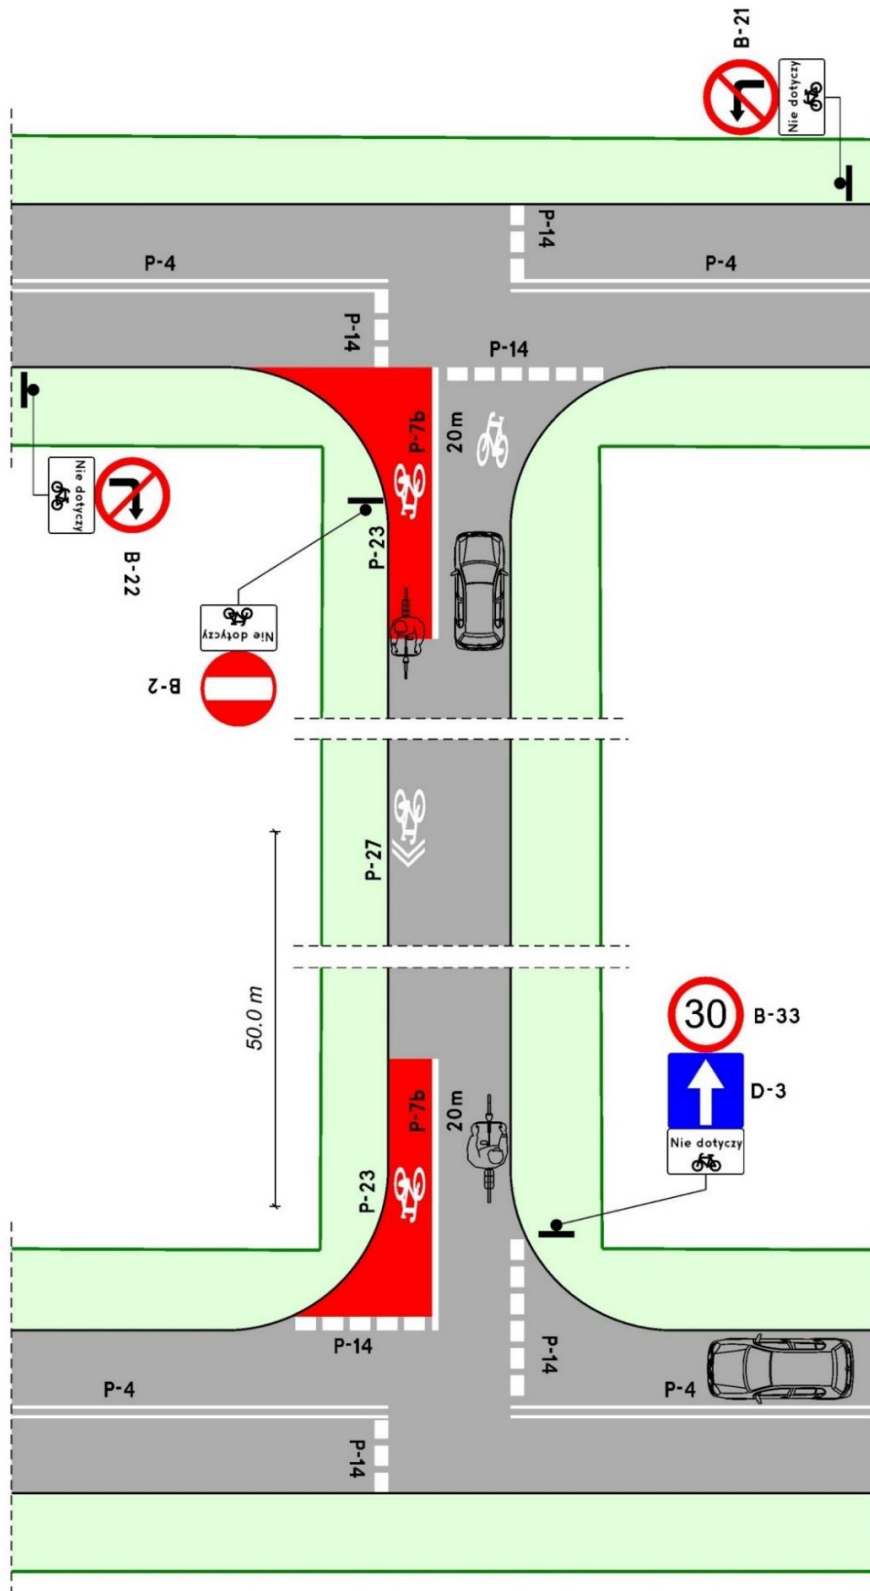 B-21
Nie dotyczy
P-14
P-4
P-4
P-14
P-14
P-7b
20m
Nie dotyczy
B-22
P-23
Nie dotyczy
B-2
P-27
50.0 m
30
B-33
D-3
Nie dotyczy
P-7b
20m
P-23
P-14
P-14
P-4
P-4
P-14